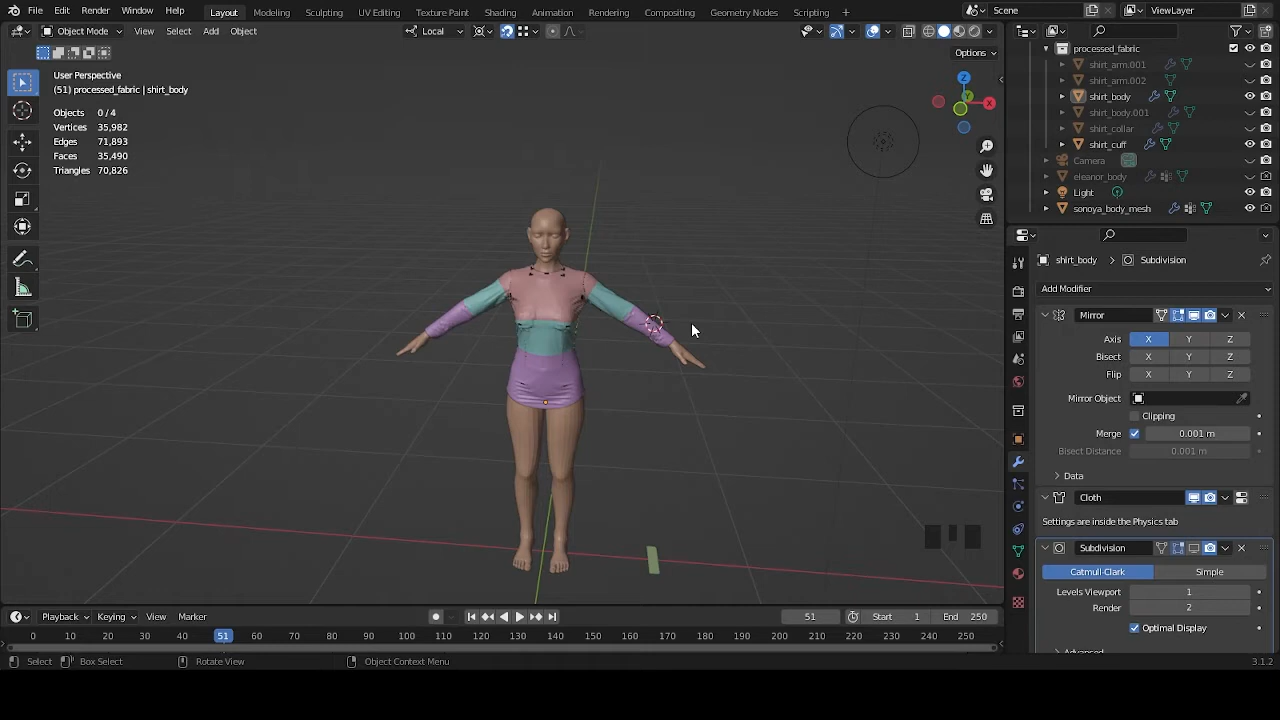 File Edit Render Window Help Layout Modeling Sculpting UV Editing Texture Paint Shading Animation Rendering Compositing Geometry Nodes Scripting + Scene ViewLayer
Object Mode View Select Add Object Local
Options
User Perspective
(51) processed_fabric | shirt_body
Objects 0 / 4
Vertices 35,982
Edges 71,893
Faces 35,490
Triangles 70,826
Z
Y
X
processed_fabric
shirt_arm.001
shirt_arm.002
shirt_body
shirt_body.001
shirt_collar
shirt_cuff
Camera
eleanor_body
Light
sonoya_body_mesh
shirt_body > Subdivision
Add Modifier
Mirror
Axis X Y Z
Bisect X Y Z
Flip X Y Z
Mirror Object
Clipping
Merge 0.001 m
Bisect Distance 0.001 m
Data
Cloth
Settings are inside the Physics tab
Subdivision
Catmull-Clark Simple
Levels Viewport 1
Render 2
Optimal Display
Playback Keying View Marker 51 Start 1 End 250
0 10 20 30 40 51 60 70 80 90 100 110 120 130 140 150 160 170 180 190 200 210 220 230 240 250
Select Box Select Rotate View Object Context Menu 3.1.2